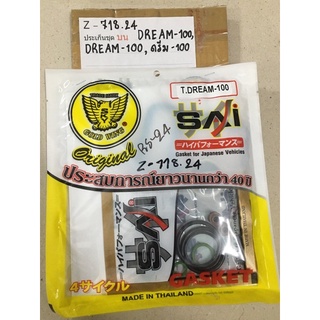 Z-718.24
ประเก็นชุด บน DREAM-100,
DREAM-100, ดรีม-100
T.DREAM-100
GOLD WING
Original
SAi
ハイパフォーマンス
Gasket for Japanese Vehicles
Z-718.24
ประสบการณ์ยาวนานกว่า 40 ปี
SAi
4サイクル
GASKET
MADE IN THAILAND